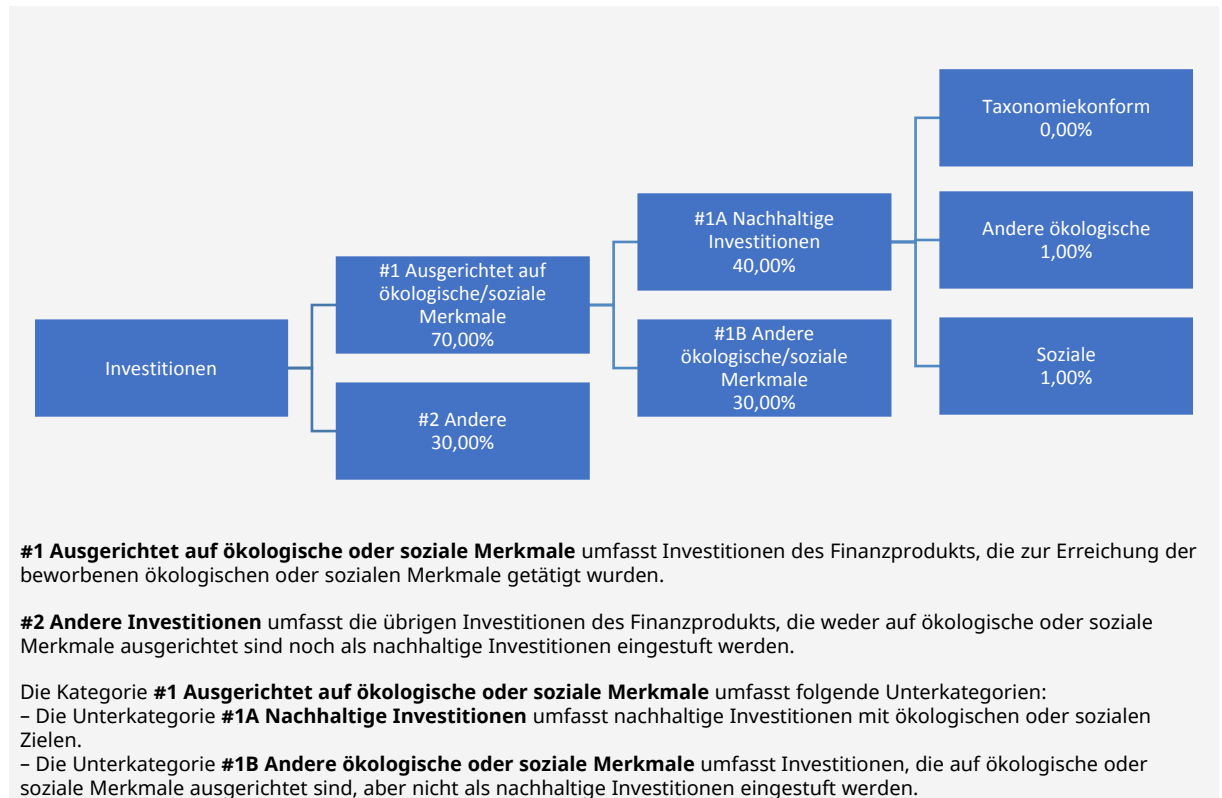 Investitionen
#1 Ausgerichtet auf
ökologische/soziale
Merkmale
70,00%
#2 Andere
30,00%
#1A Nachhaltige
Investitionen
40,00%
#1B Andere
ökologische/soziale
Merkmale
30,00%
Taxonomiekonform
0,00%
Andere ökologische
1,00%
Soziale
1,00%
#1 Ausgerichtet auf ökologische oder soziale Merkmale umfasst Investitionen des Finanzprodukts, die zur Erreichung der
beworbenen ökologischen oder sozialen Merkmale getätigt wurden.
#2 Andere Investitionen umfasst die übrigen Investitionen des Finanzprodukts, die weder auf ökologische oder soziale
Merkmale ausgerichtet sind noch als nachhaltige Investitionen eingestuft werden.
Die Kategorie #1 Ausgerichtet auf ökologische oder soziale Merkmale umfasst folgende Unterkategorien:
– Die Unterkategorie #1A Nachhaltige Investitionen umfasst nachhaltige Investitionen mit ökologischen oder sozialen
Zielen.
– Die Unterkategorie #1B Andere ökologische oder soziale Merkmale umfasst Investitionen, die auf ökologische oder
soziale Merkmale ausgerichtet sind, aber nicht als nachhaltige Investitionen eingestuft werden.